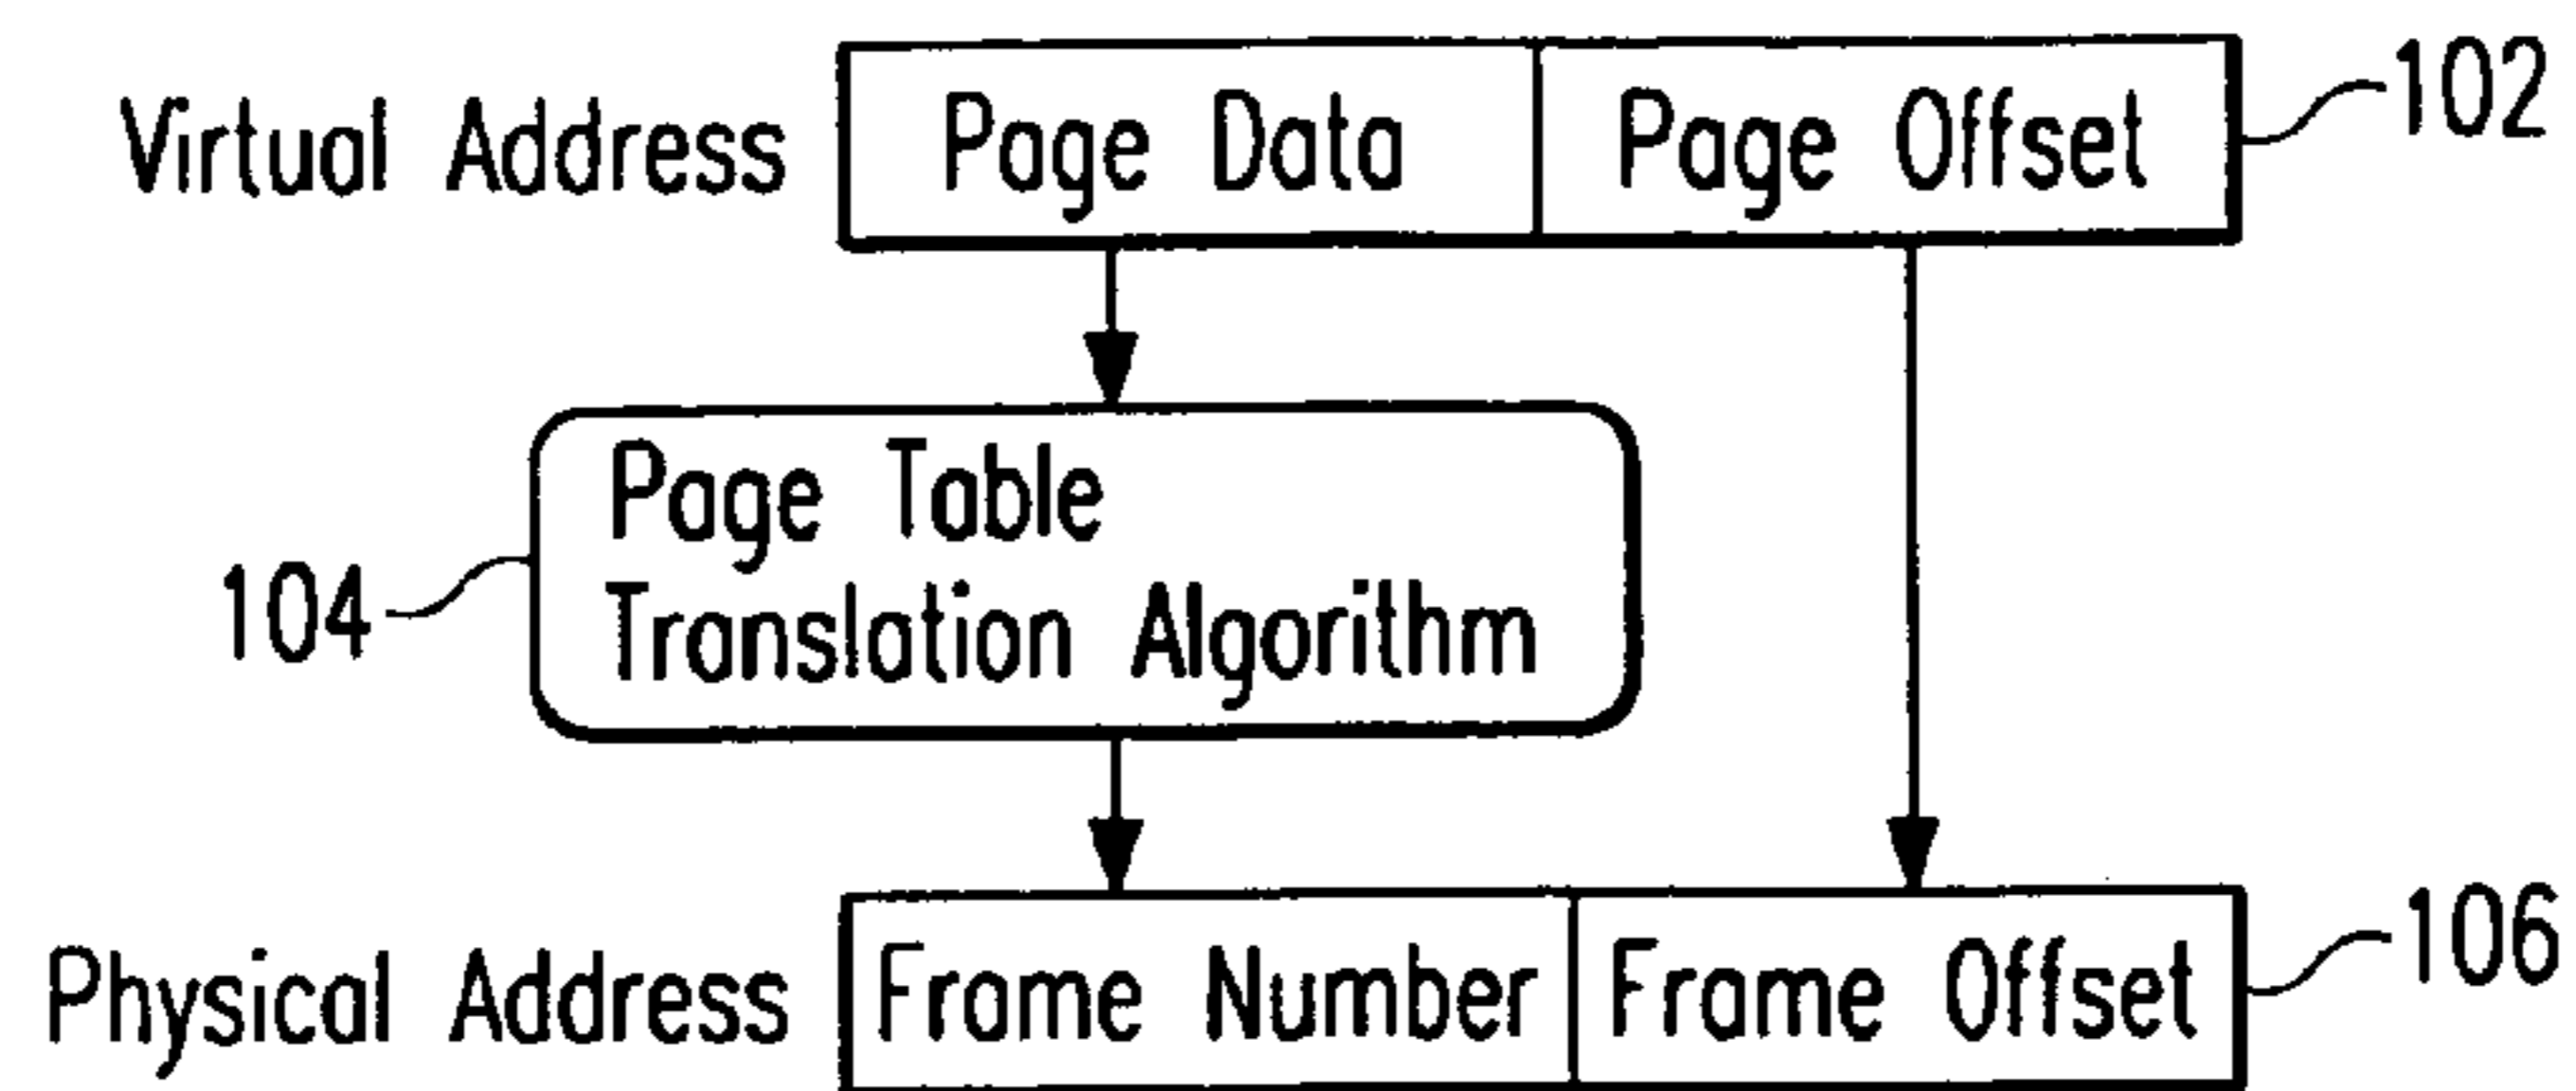 Virtual Address Page Data Page Offset 102
Page Table
104
Translation Algorithm
Physical Address Frame Number Frame Offset 106